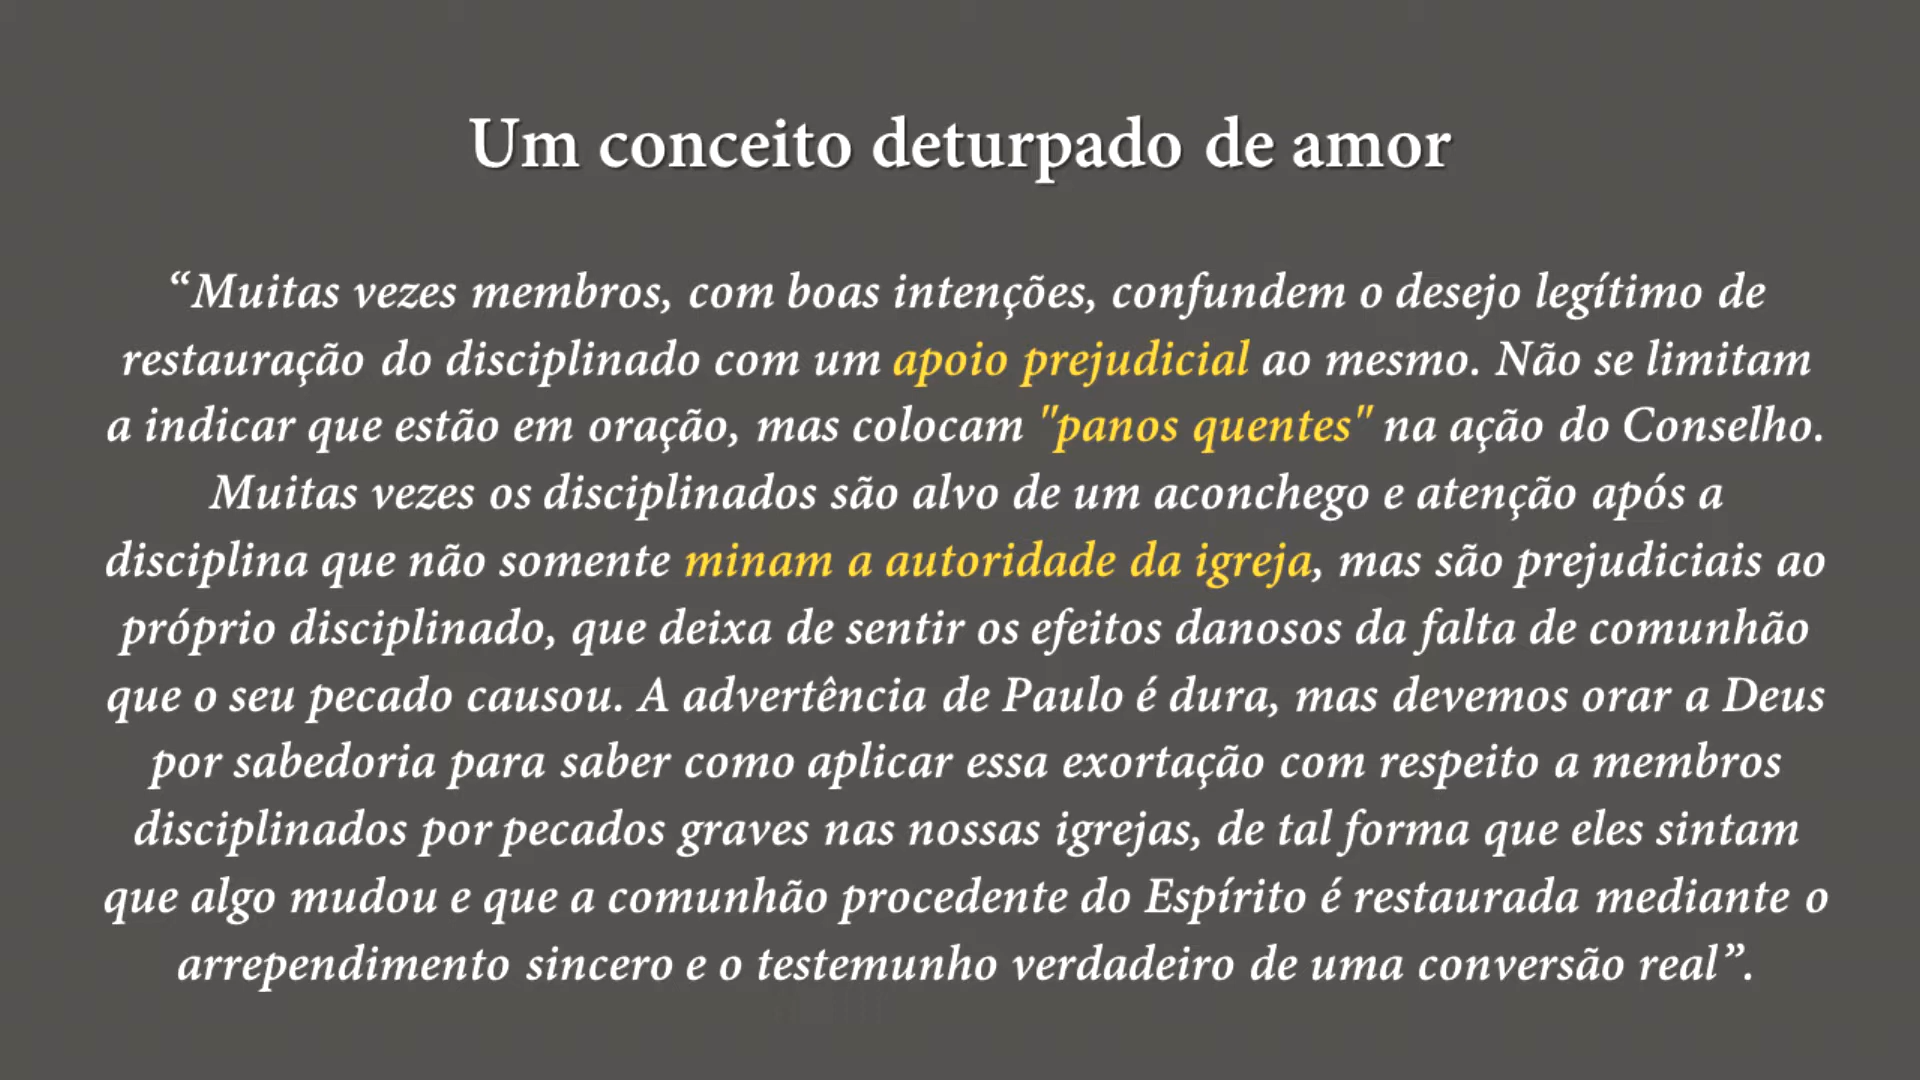 Um conceito deturpado de amor
“Muitas vezes membros, com boas intenções, confundem o desejo legítimo de
restauração do disciplinado com um apoio prejudicial ao mesmo. Não se limitam
a indicar que estão em oração, mas colocam "panos quentes" na ação do Conselho.
Muitas vezes os disciplinados são alvo de um aconchego e atenção após a
disciplina que não somente minam a autoridade da igreja, mas são prejudiciais ao
próprio disciplinado, que deixa de sentir os efeitos danosos da falta de comunhão
que o seu pecado causou. A advertência de Paulo é dura, mas devemos orar a Deus
por sabedoria para saber como aplicar essa exortação com respeito a membros
disciplinados por pecados graves nas nossas igrejas, de tal forma que eles sintam
que algo mudou e que a comunhão procedente do Espírito é restaurada mediante o
arrependimento sincero e o testemunho verdadeiro de uma conversão real”.